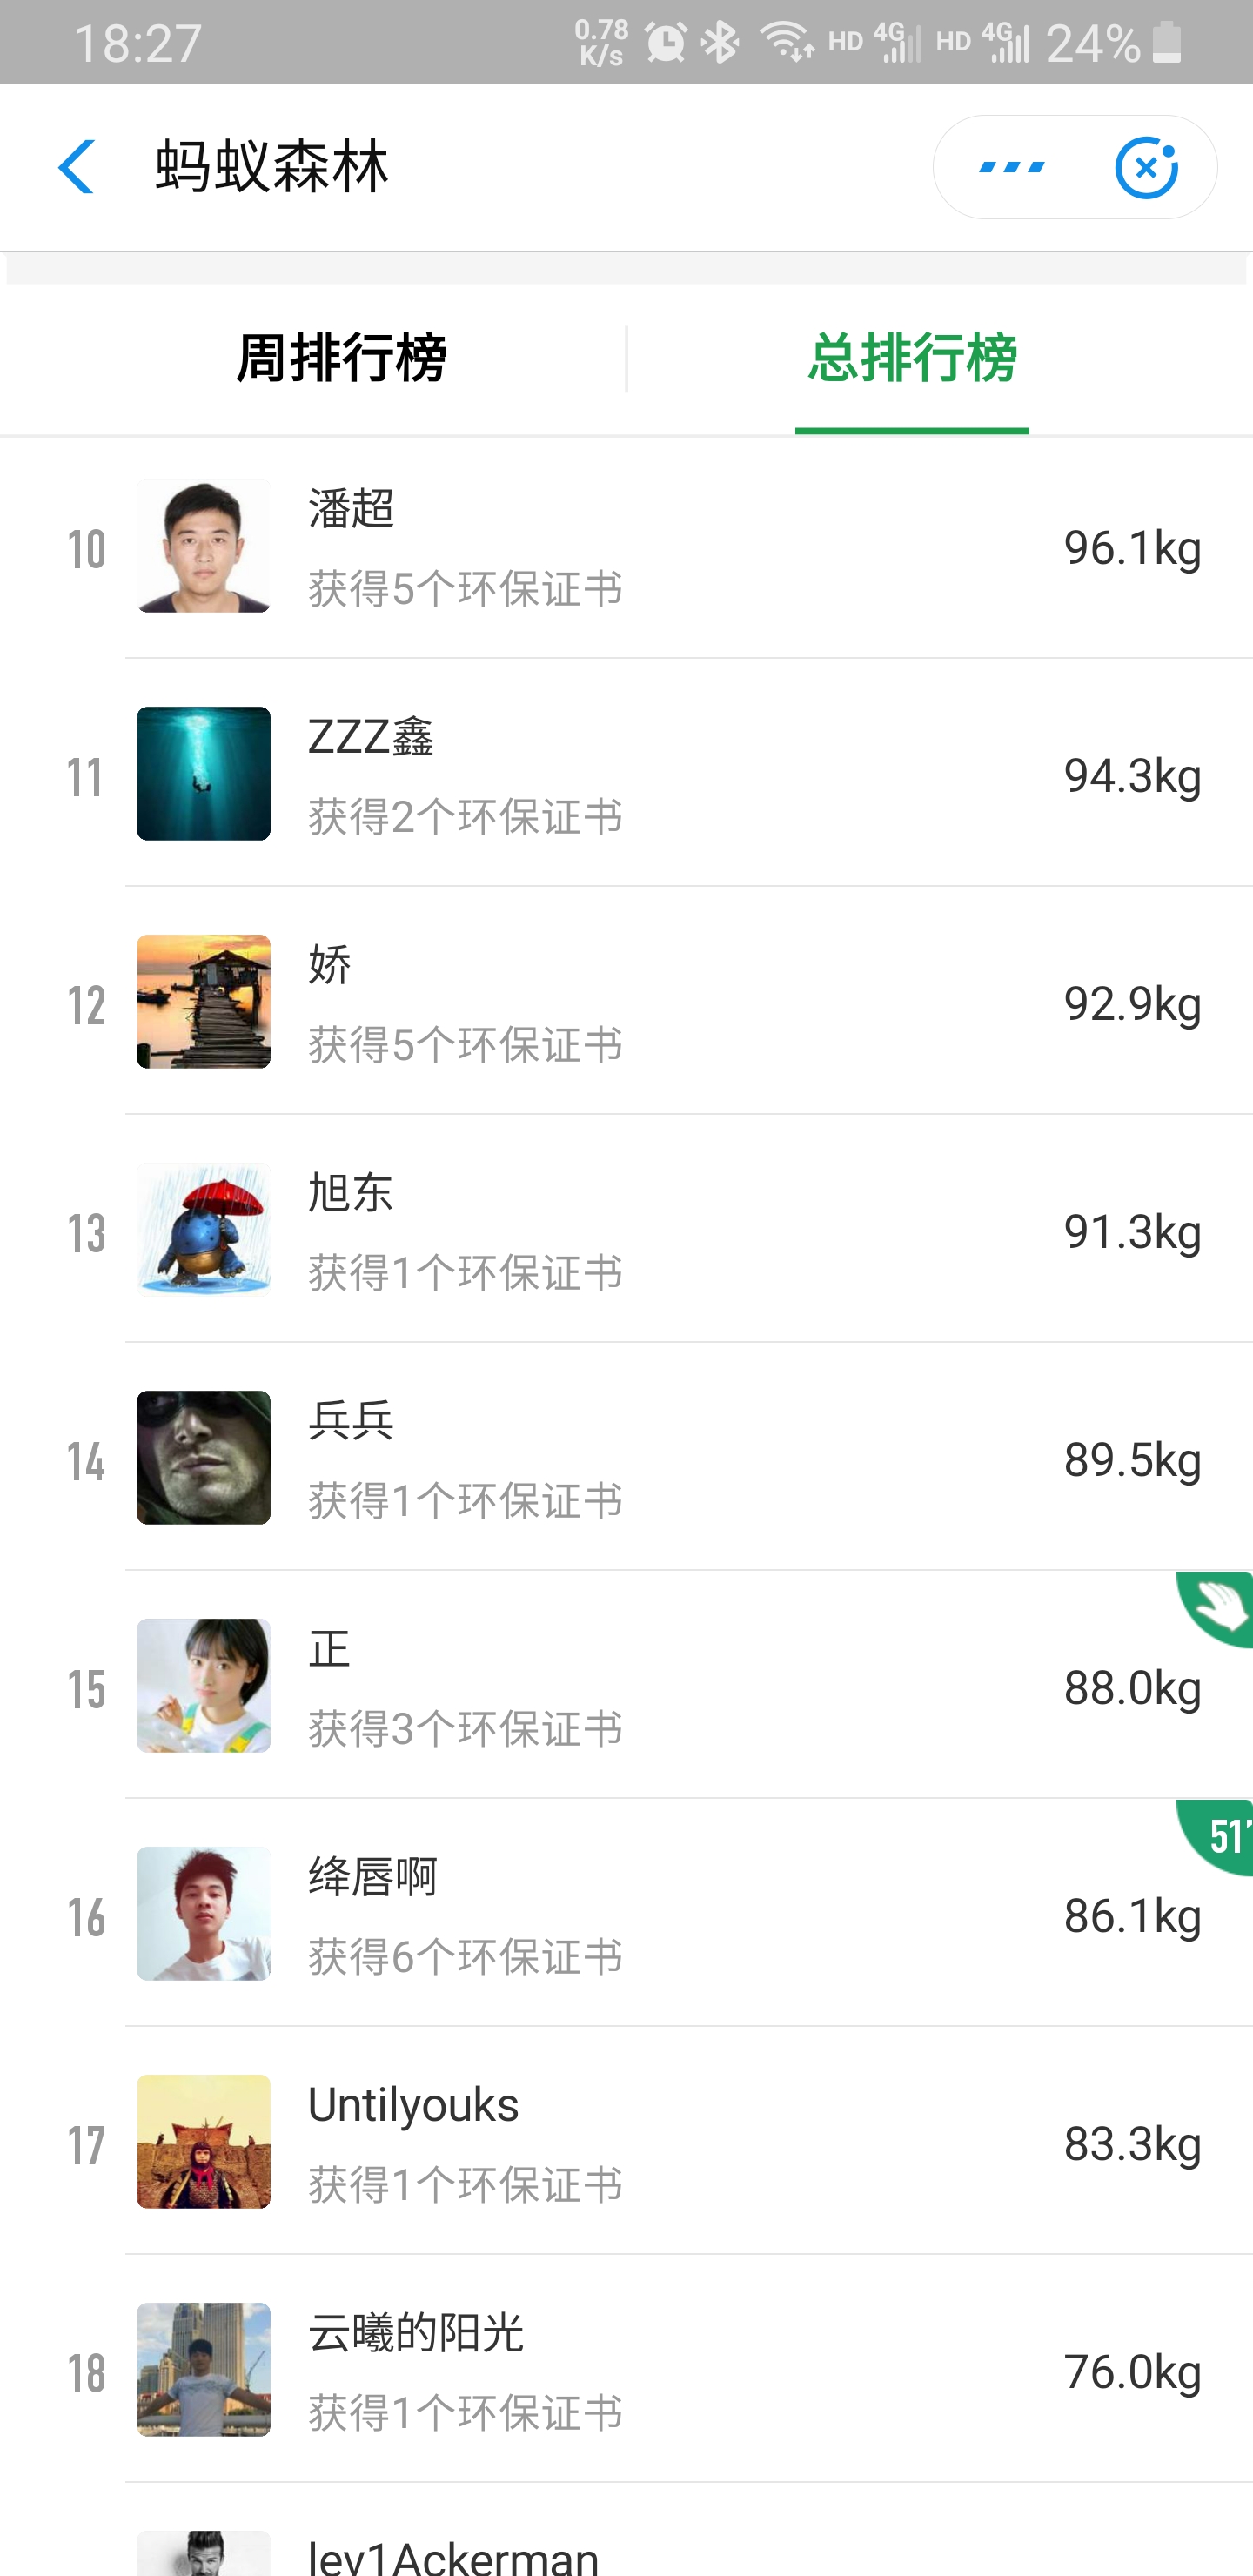 18:27 0.78 K/s HD 4G HD 4G 24%
蚂蚁森林
周排行榜 总排行榜
10 潘超 96.1kg
获得5个环保证书
11 ZZZ鑫 94.3kg
获得2个环保证书
12 娇 92.9kg
获得5个环保证书
13 旭东 91.3kg
获得1个环保证书
14 兵兵 89.5kg
获得1个环保证书
15 正 88.0kg
获得3个环保证书
51'
16 绛唇啊 86.1kg
获得6个环保证书
17 Untilyouks 83.3kg
获得1个环保证书
18 云曦的阳光 76.0kg
获得1个环保证书
lev1Ackerman